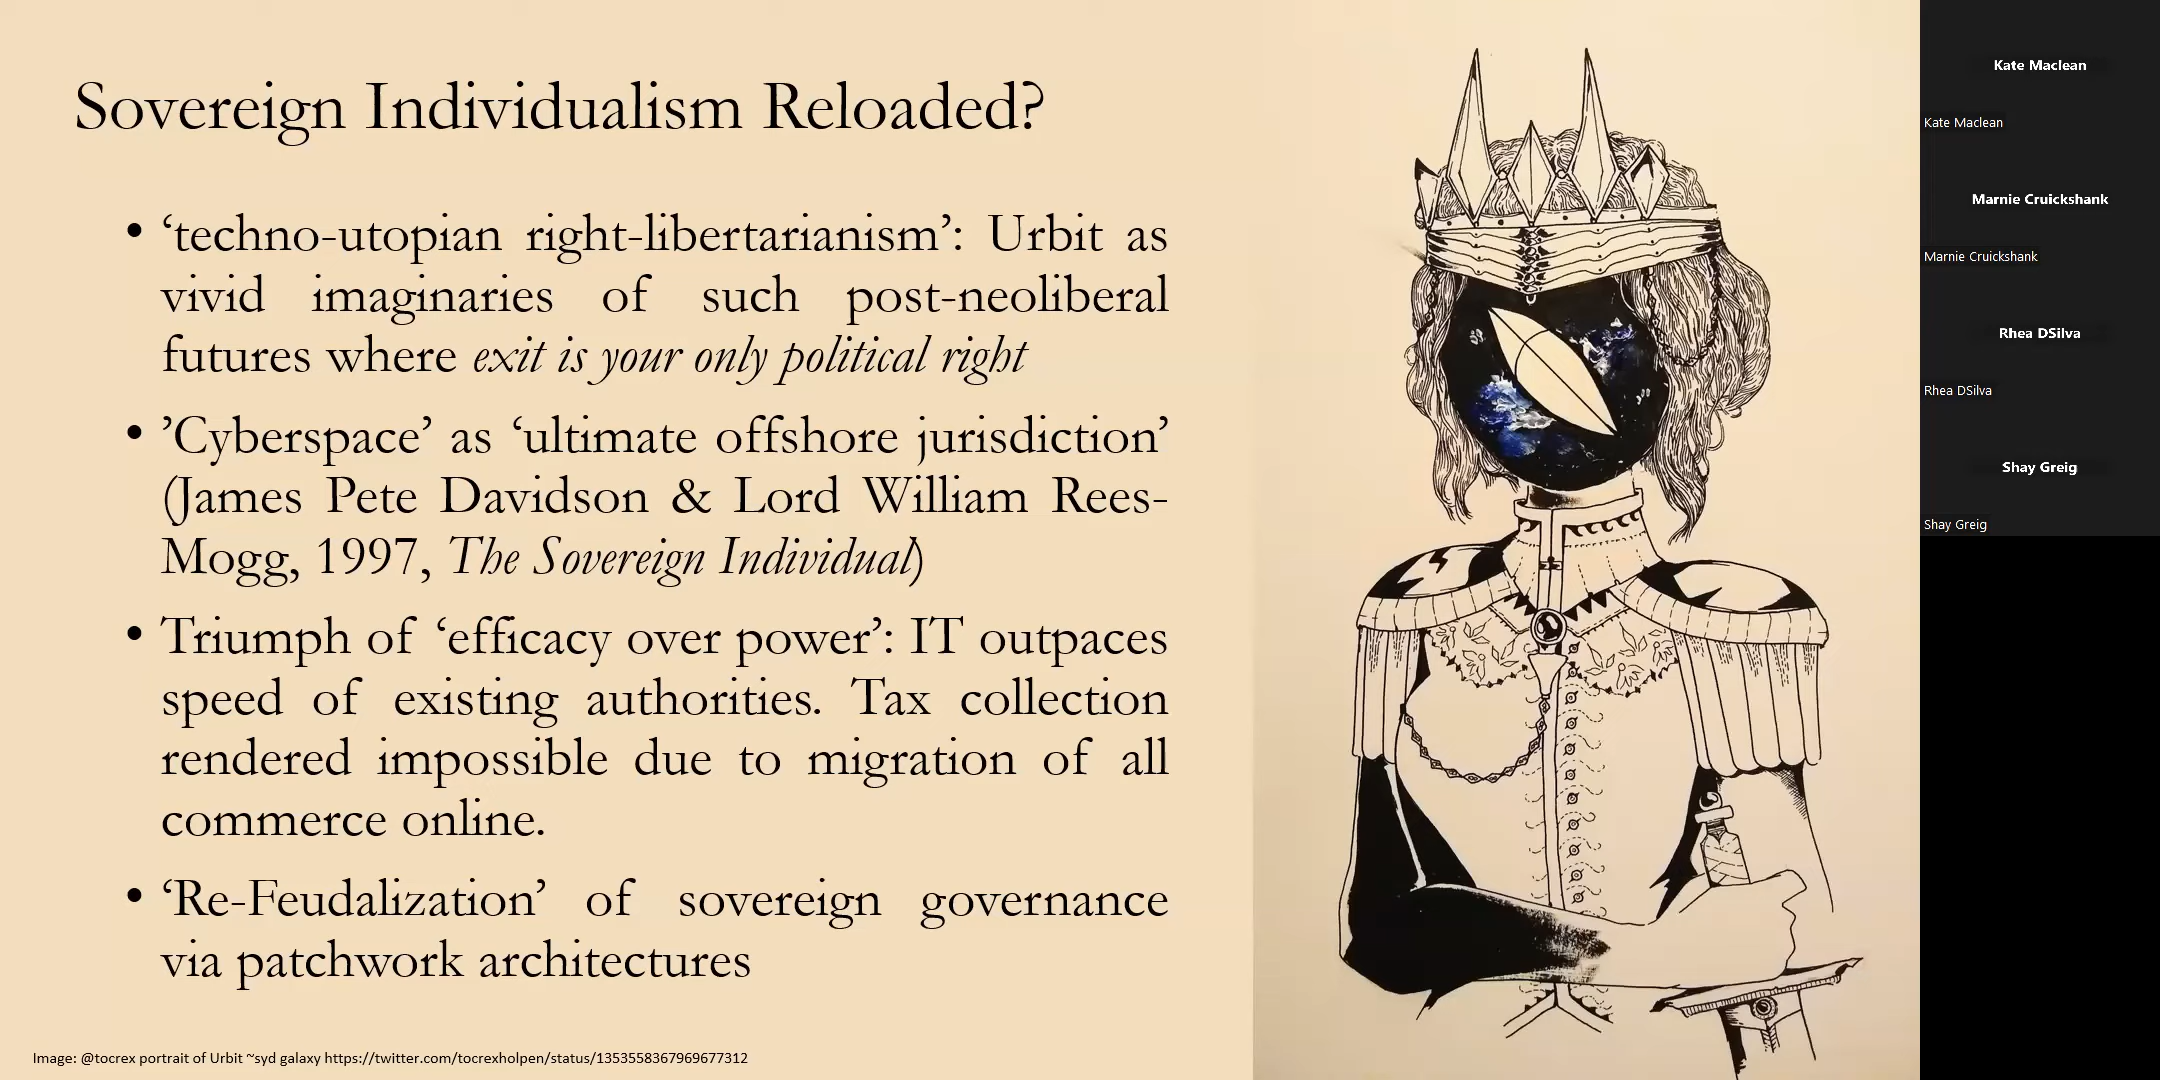 Sovereign Individualism Reloaded?
• ‘techno-utopian right-libertarianism’: Urbit as
vivid imaginaries of such post-neoliberal
futures where exit is your only political right
• ’Cyberspace’ as ‘ultimate offshore jurisdiction’
(James Pete Davidson & Lord William Rees-
Mogg, 1997, The Sovereign Individual)
• Triumph of ‘efficacy over power’: IT outpaces
speed of existing authorities. Tax collection
rendered impossible due to migration of all
commerce online.
• ‘Re-Feudalization’ of sovereign governance
via patchwork architectures
Image: @tocrex portrait of Urbit ~syd galaxy https://twitter.com/tocrexholpen/status/1353558367969677312
Kate Maclean
Kate Maclean
Marnie Cruickshank
Marnie Cruickshank
Rhea DSilva
Rhea DSilva
Shay Greig
Shay Greig